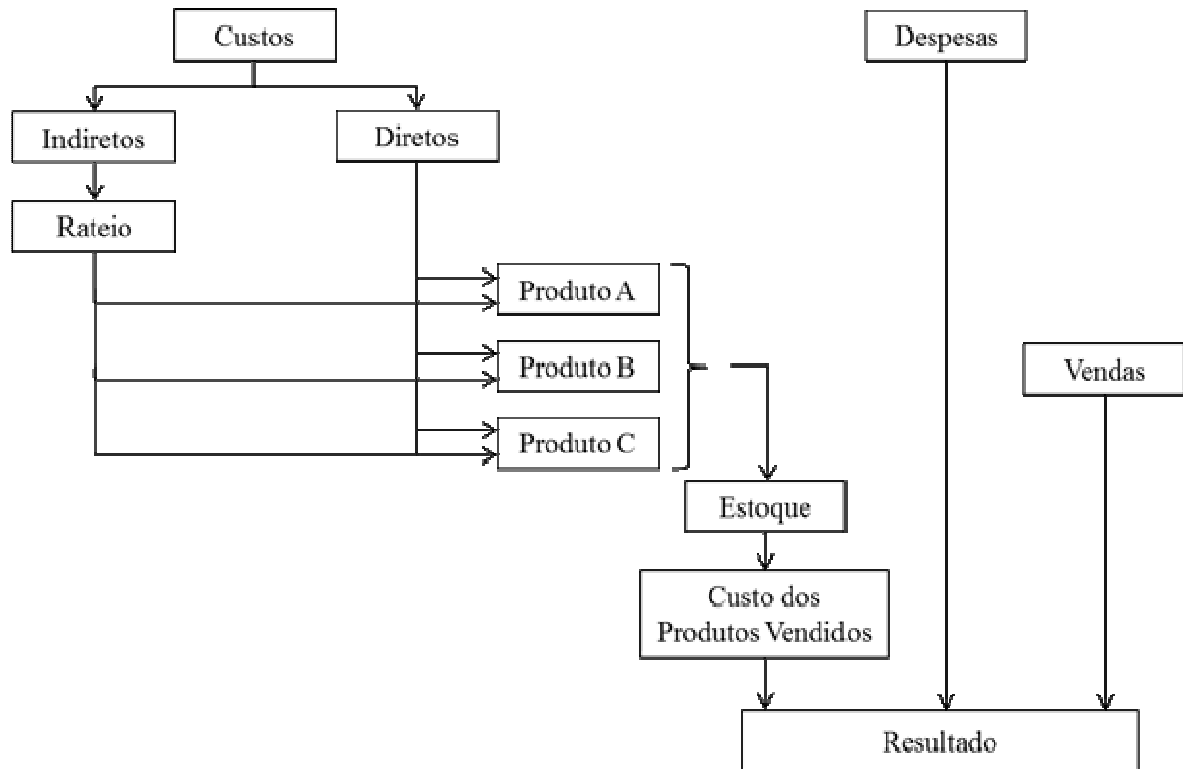 Custos
Despesas
Indiretos
Diretos
Rateio
Produto A
Produto B
Vendas
Produto C
Estoque
Custo dos
Produtos Vendidos
Resultado